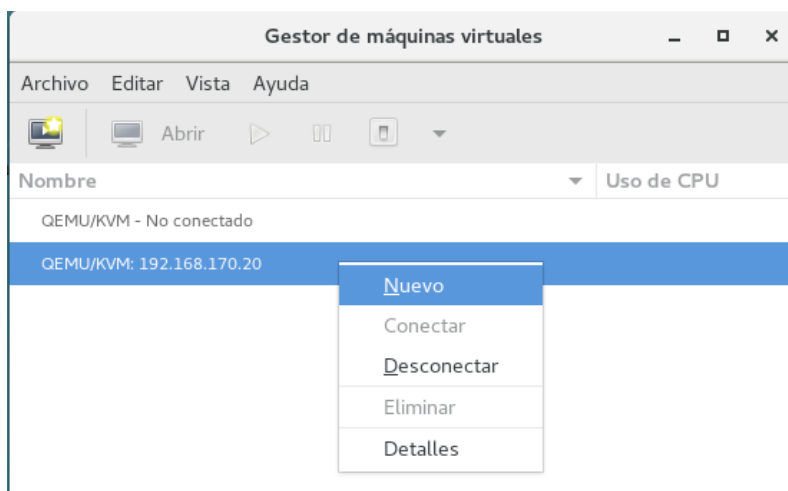 Gestor de máquinas virtuales
Archivo Editar Vista Ayuda
Abrir
Nombre Uso de CPU
QEMU/KVM - No conectado
QEMU/KVM: 192.168.170.20
Nuevo
Conectar
Desconectar
Eliminar
Detalles